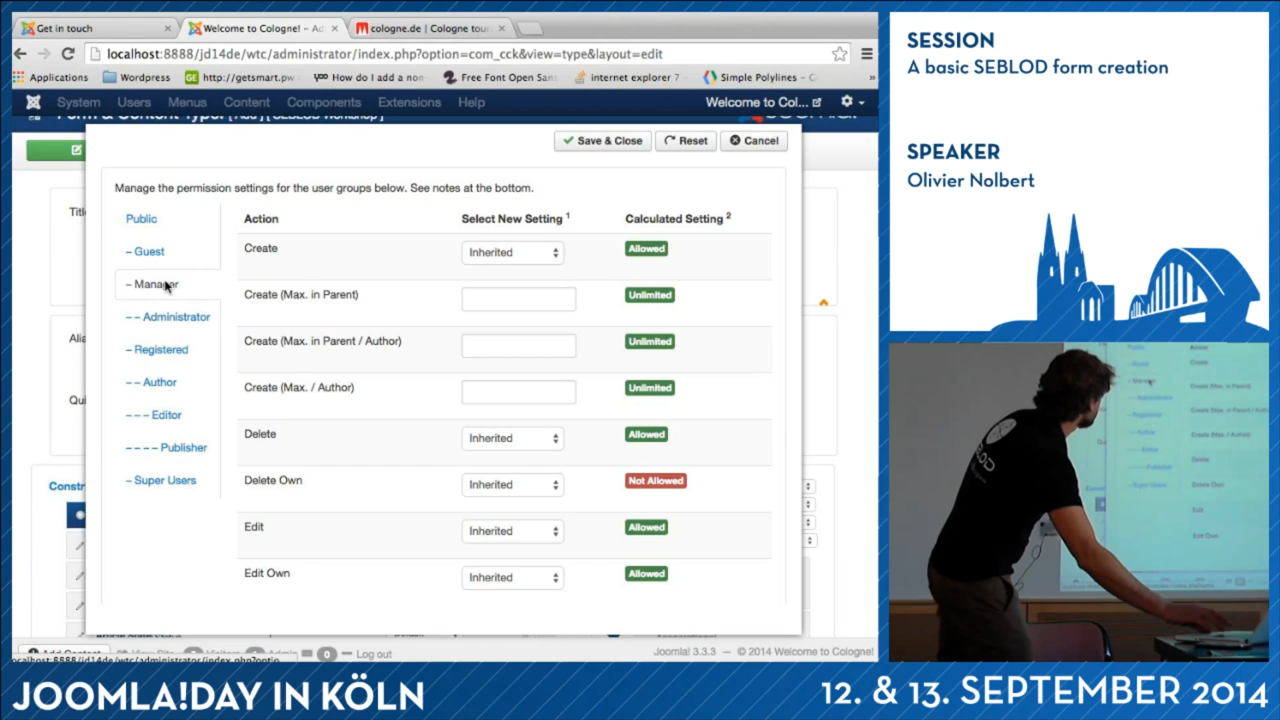 Get in touch
Welcome to Cologne! - Ad
cologne.de | Cologne tour
localhost:8888/jd14de/wtc/administrator/index.php?option=com_cck&view=type&layout=edit
Applications
Wordpress
http://getsmart.pw
How do I add a non
Free Font Open Sans
internet explorer 7
Simple Polylines - G
System
Users
Menus
Content
Components
Extensions
Help
Welcome to Col...
Save & Close
Reset
Cancel
Manage the permission settings for the user groups below. See notes at the bottom.
Public
– Guest
– Manager
– – Administrator
– Registered
– – Author
– – – Editor
– – – – Publisher
– Super Users
Action
Select New Setting 1
Calculated Setting 2
Create
Inherited
Allowed
Create (Max. in Parent)
Unlimited
Create (Max. in Parent / Author)
Unlimited
Create (Max. / Author)
Unlimited
Delete
Inherited
Allowed
Delete Own
Inherited
Not Allowed
Edit
Inherited
Allowed
Edit Own
Inherited
Allowed
Titl
Alia
Qui
Constr
0
Log out
Joomla! 3.3.3 — © 2014 Welcome to Cologne!
SESSION
A basic SEBLOD form creation
SPEAKER
Olivier Nolbert
JOOMLA!DAY IN KÖLN
12. & 13. SEPTEMBER 2014